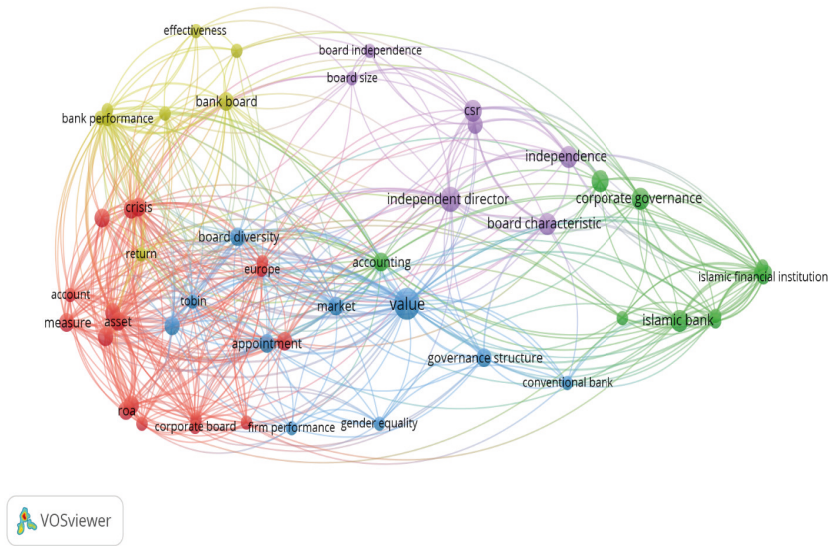 effectiveness
board independence
board size
bank board
csr
bank performance
independence
independent director
corporate governance
crisis
board characteristic
board diversity
return
accounting
europe
islamic financial institution
account
tobin
market
value
measure
asset
islamic bank
appointment
governance structure
conventional bank
roa
corporate board
firm performance
gender equality
VOSviewer